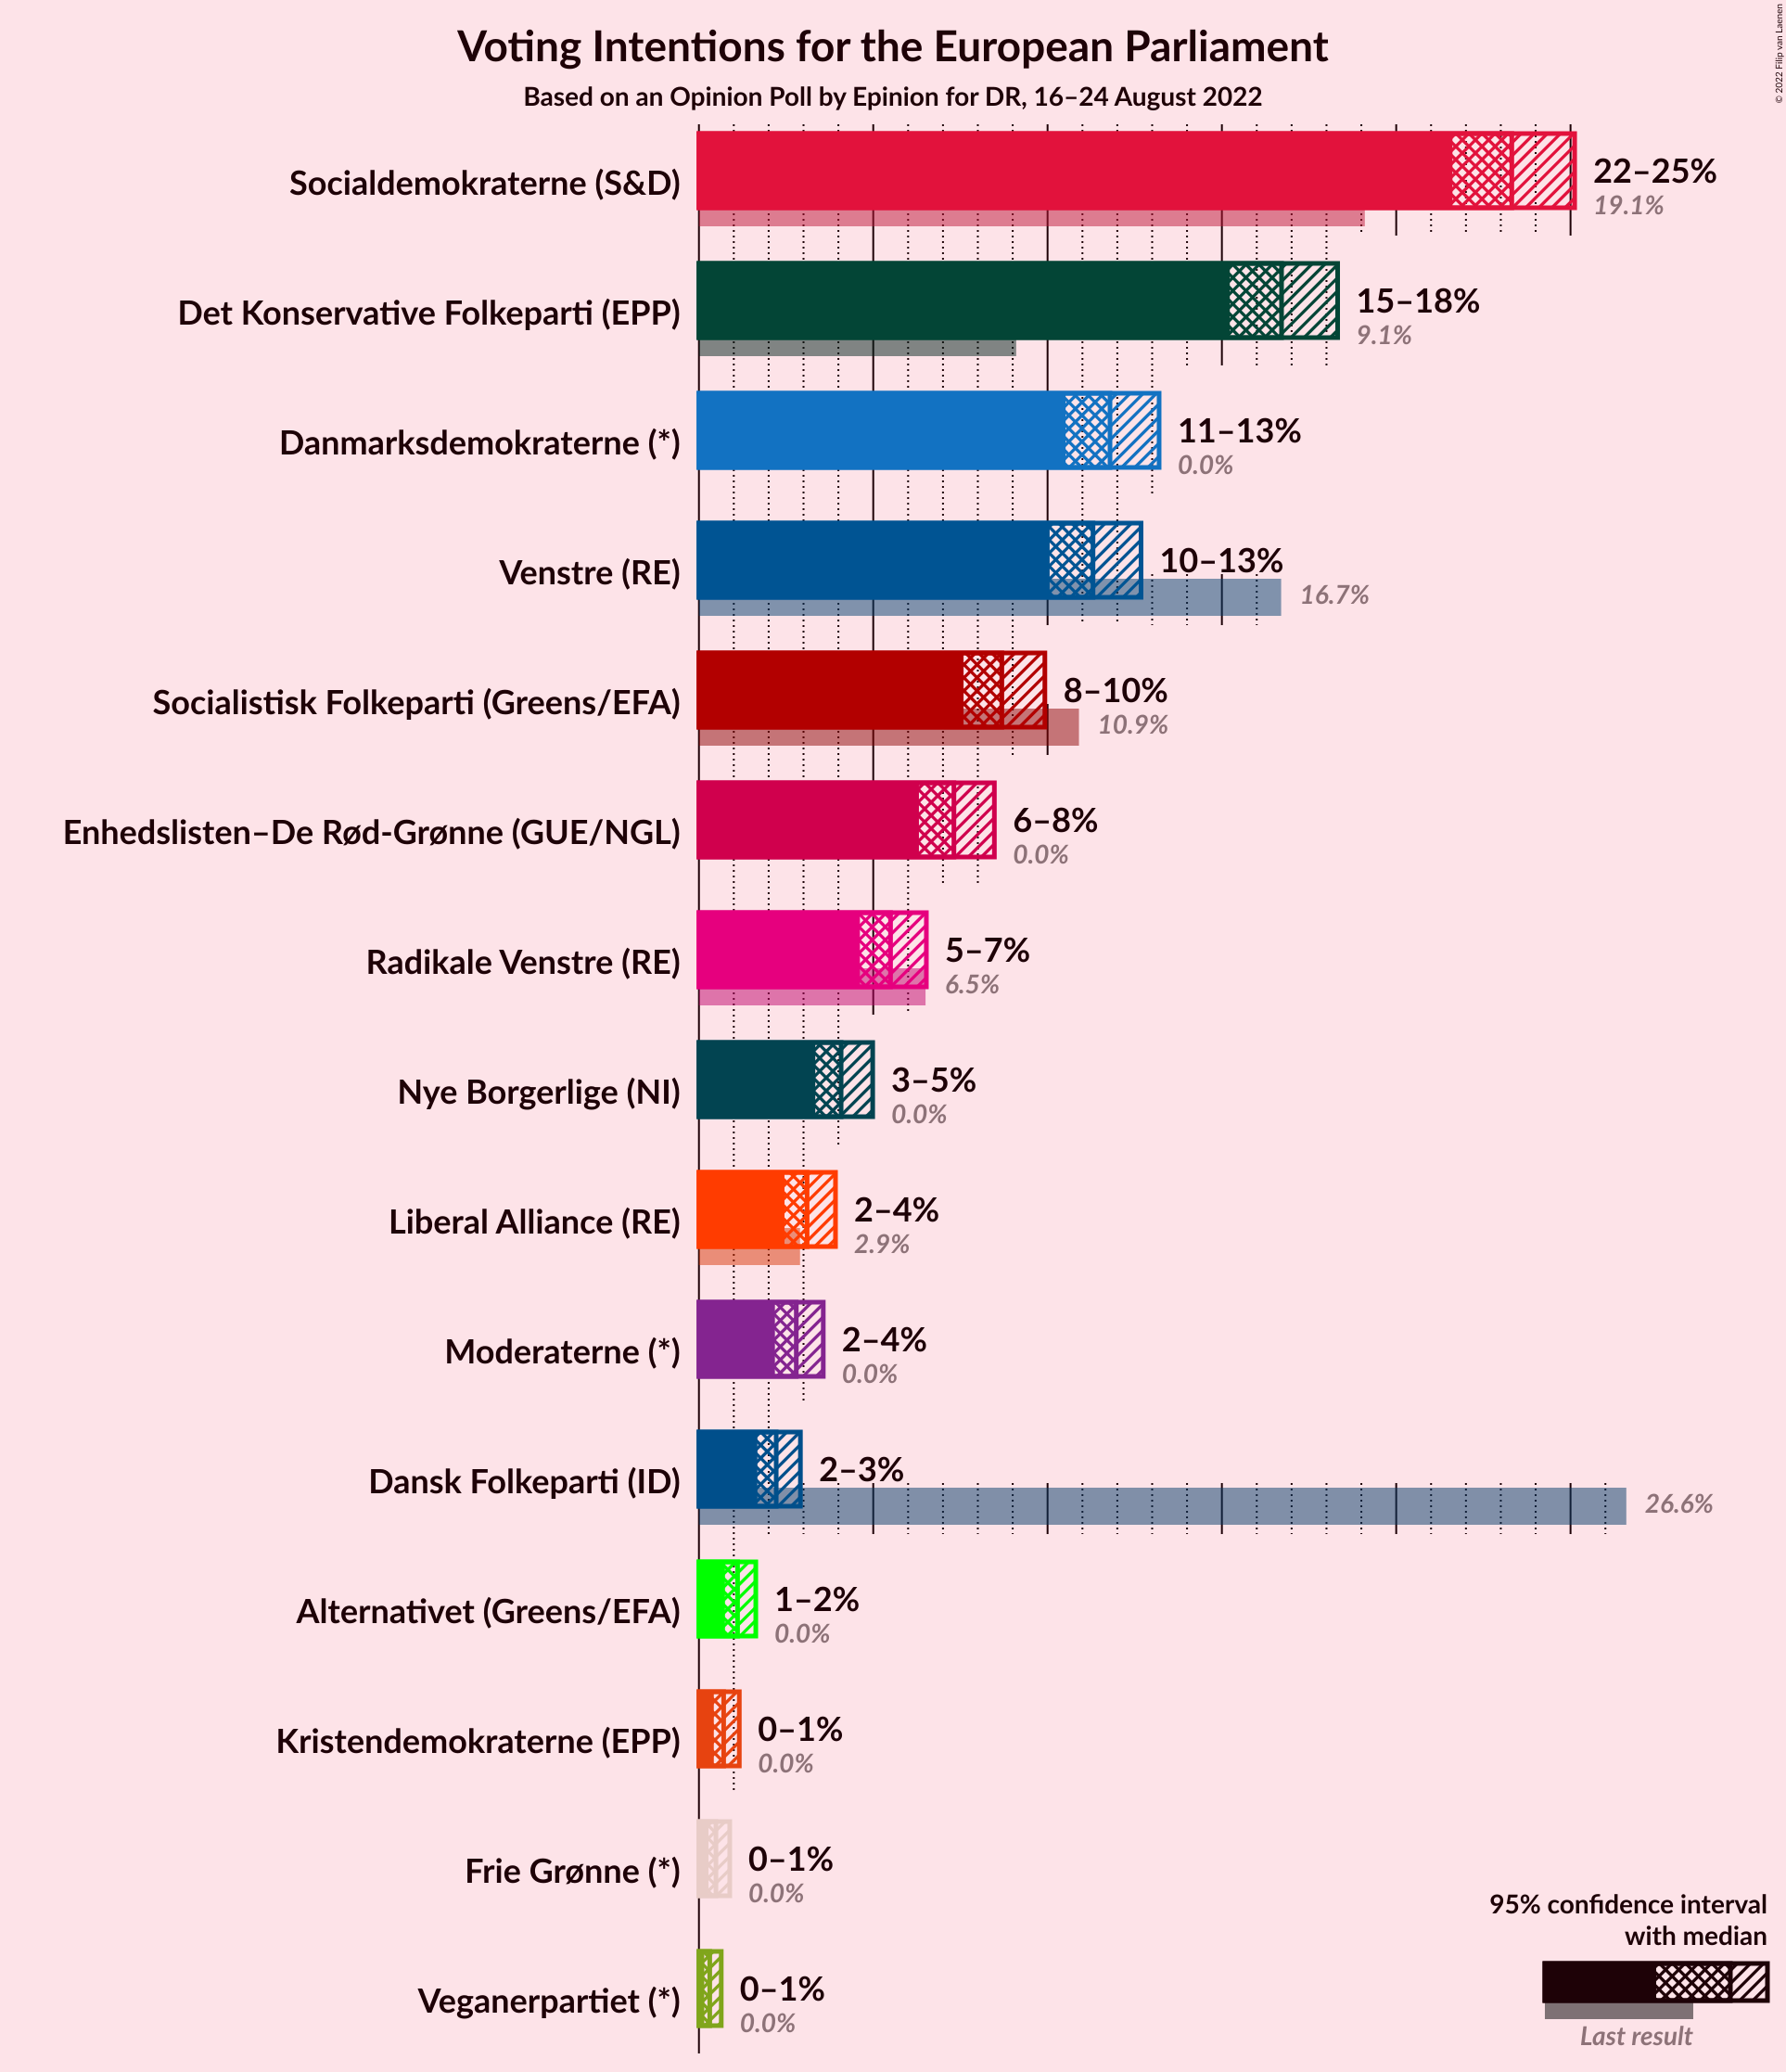 Voting Intentions for the European Parliament
Based on an Opinion Poll by Epinion for DR, 16–24 August 2022
© 2022 Filip van Laenen
Socialdemokraterne (S&D)
22–25%
19.1%
Det Konservative Folkeparti (EPP)
15–18%
9.1%
Danmarksdemokraterne (*)
11–13%
0.0%
Venstre (RE)
10–13%
16.7%
Socialistisk Folkeparti (Greens/EFA)
8–10%
10.9%
Enhedslisten–De Rød-Grønne (GUE/NGL)
6–8%
0.0%
Radikale Venstre (RE)
5–7%
6.5%
Nye Borgerlige (NI)
3–5%
0.0%
Liberal Alliance (RE)
2–4%
2.9%
Moderaterne (*)
2–4%
0.0%
Dansk Folkeparti (ID)
2–3%
26.6%
Alternativet (Greens/EFA)
1–2%
0.0%
Kristendemokraterne (EPP)
0–1%
0.0%
Frie Grønne (*)
0–1%
0.0%
Veganerpartiet (*)
0–1%
0.0%
95% confidence interval
with median
Last result